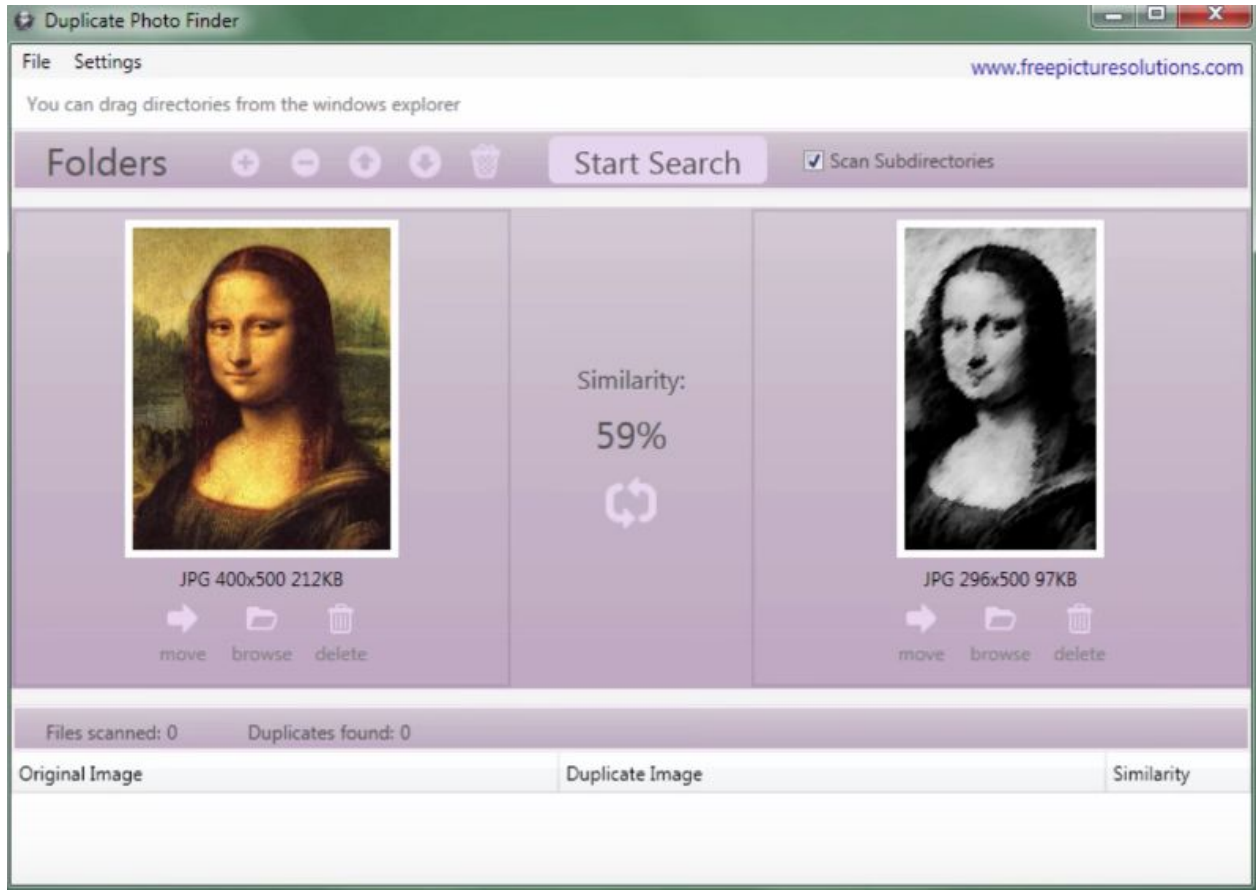 Duplicate Photo Finder
File Settings
www.freepicturesolutions.com
You can drag directories from the windows explorer
Folders Start Search Scan Subdirectories
Similarity:
59%
JPG 400x500 212KB
JPG 296x500 97KB
move browse delete
move browse delete
Files scanned: 0 Duplicates found: 0
Original Image Duplicate Image Similarity